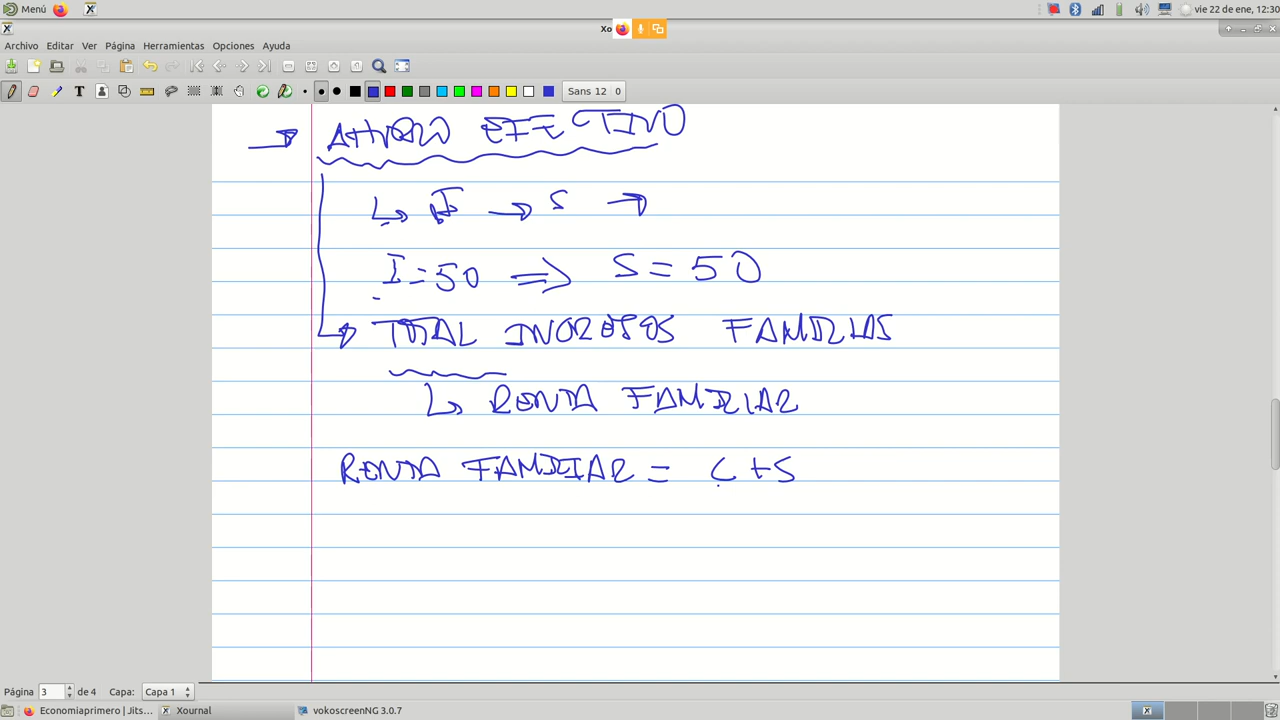 Menú vie 22 de ene, 12:30
Xo
Archivo Editar Ver Página Herramientas Opciones Ayuda
Sans 12
→ AHORRO EFECTIVO
↳ I → S →
I = 50 ⇒ S = 50
→ TOTAL INGRESOS FAMILIAS
↳ RENTA FAMILIAR
RENTA FAMILIAR = C + S
Página 3 de 4 Capa: Capa 1
Economiaprimero | Jits... Xournal vokoscreenNG 3.0.7